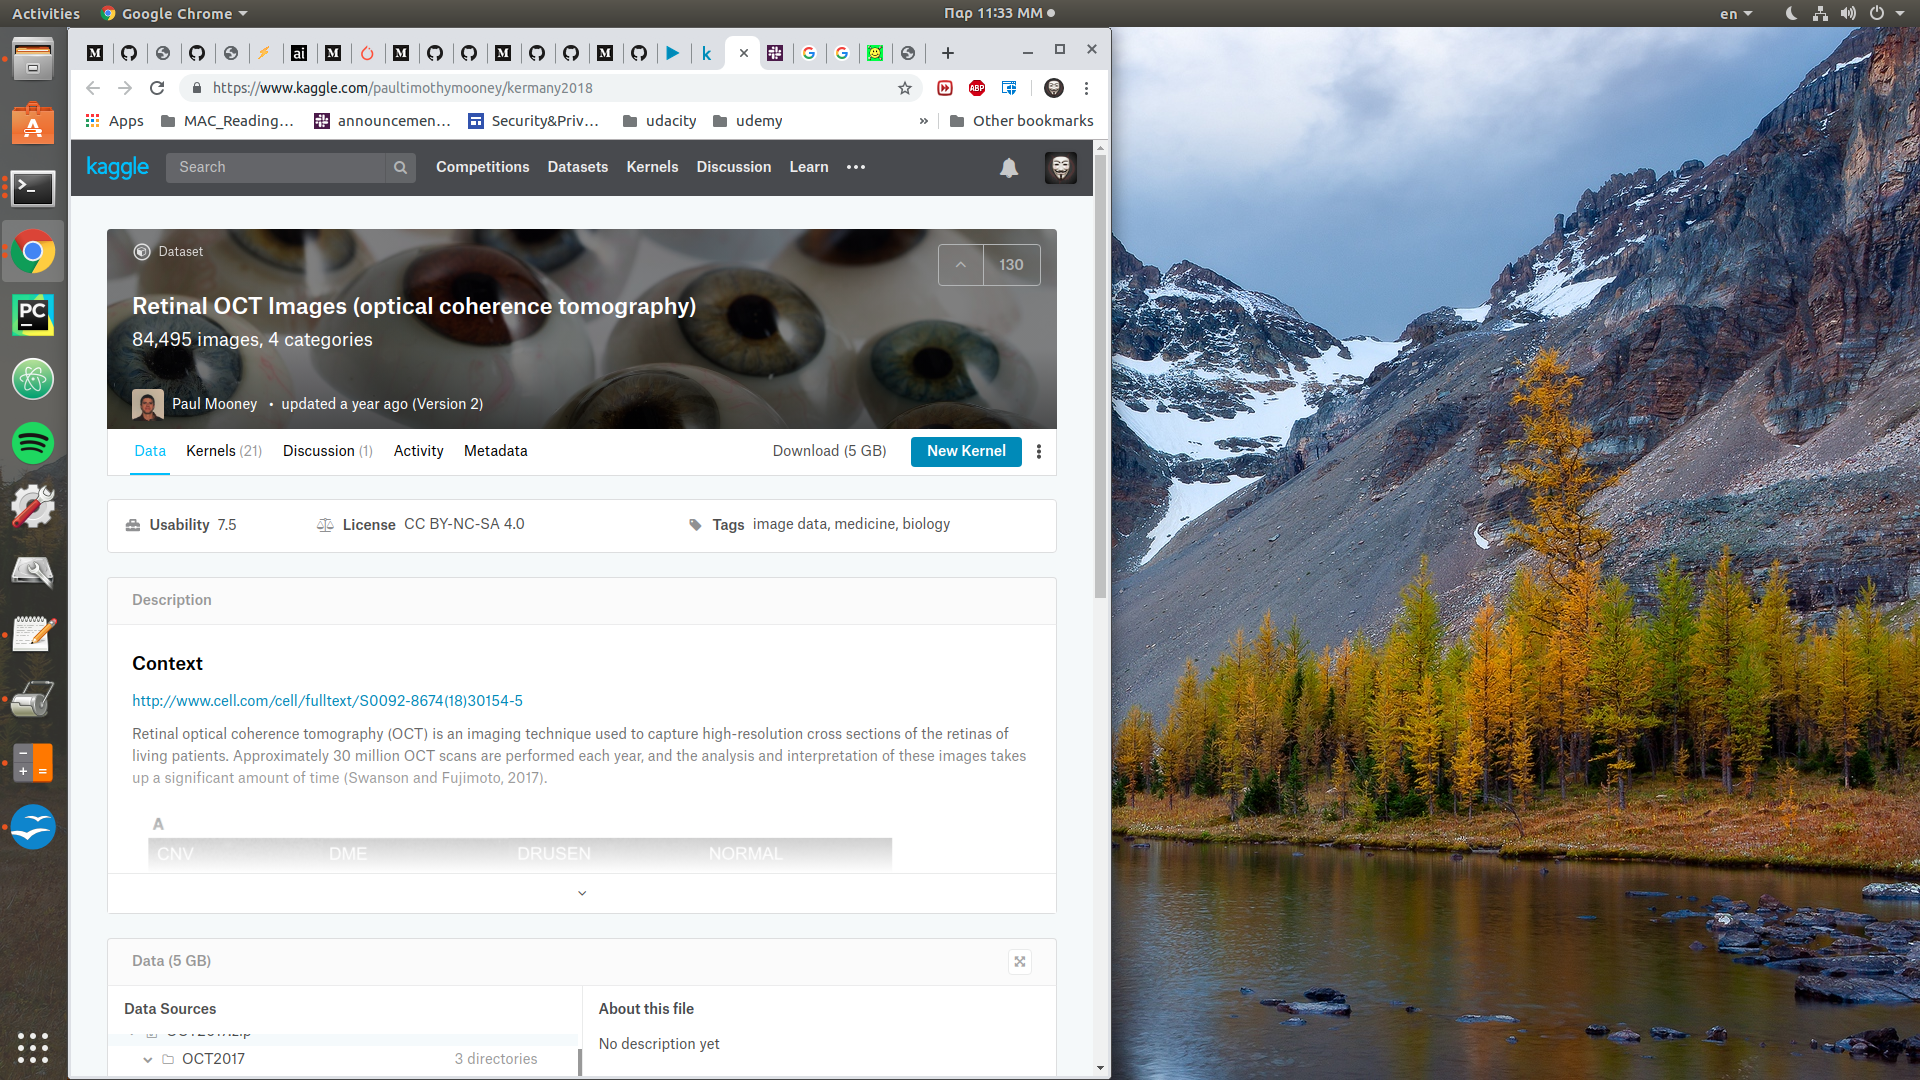 Activities
Google Chrome
Παρ 11:33 ΜΜ
en
https://www.kaggle.com/paultimothymooney/kermany2018
ABP
Apps
MAC_Reading...
announcemen...
Security&Priv...
udacity
udemy
»
Other bookmarks
kaggle
Search
Competitions
Datasets
Kernels
Discussion
Learn
Dataset
130
Retinal OCT Images (optical coherence tomography)
84,495 images, 4 categories
Paul Mooney • updated a year ago (Version 2)
Data
Kernels (21)
Discussion (1)
Activity
Metadata
Download (5 GB)
New Kernel
Usability 7.5
License CC BY-NC-SA 4.0
Tags image data, medicine, biology
Description
Context
http://www.cell.com/cell/fulltext/S0092-8674(18)30154-5
Retinal optical coherence tomography (OCT) is an imaging technique used to capture high-resolution cross sections of the retinas of
living patients. Approximately 30 million OCT scans are performed each year, and the analysis and interpretation of these images takes
up a significant amount of time (Swanson and Fujimoto, 2017).
A
CNV DME DRUSEN NORMAL
Data (5 GB)
Data Sources
About this file
No description yet
OCT2017
3 directories
PC